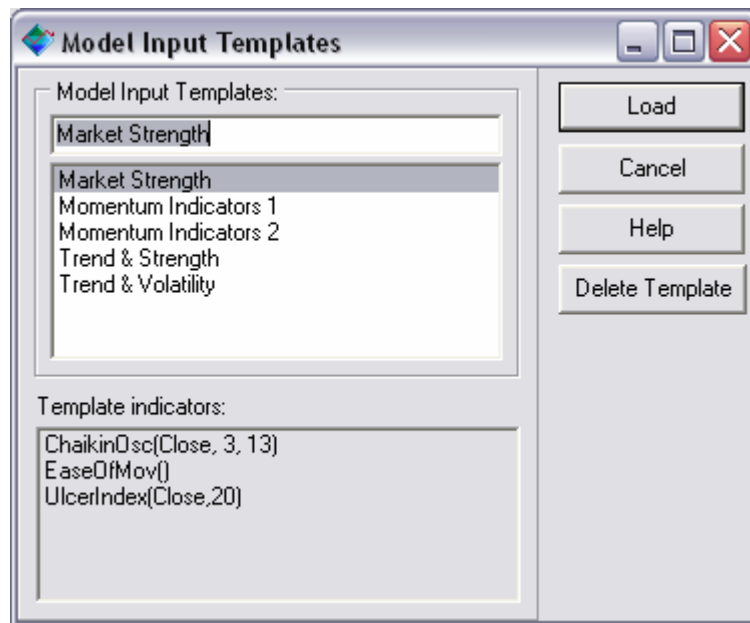 Model Input Templates
Model Input Templates:
Market Strength
Market Strength
Momentum Indicators 1
Momentum Indicators 2
Trend & Strength
Trend & Volatility
Template indicators:
ChaikinOsc(Close, 3, 13)
EaseOfMov()
UlcerIndex(Close,20)
Load
Cancel
Help
Delete Template